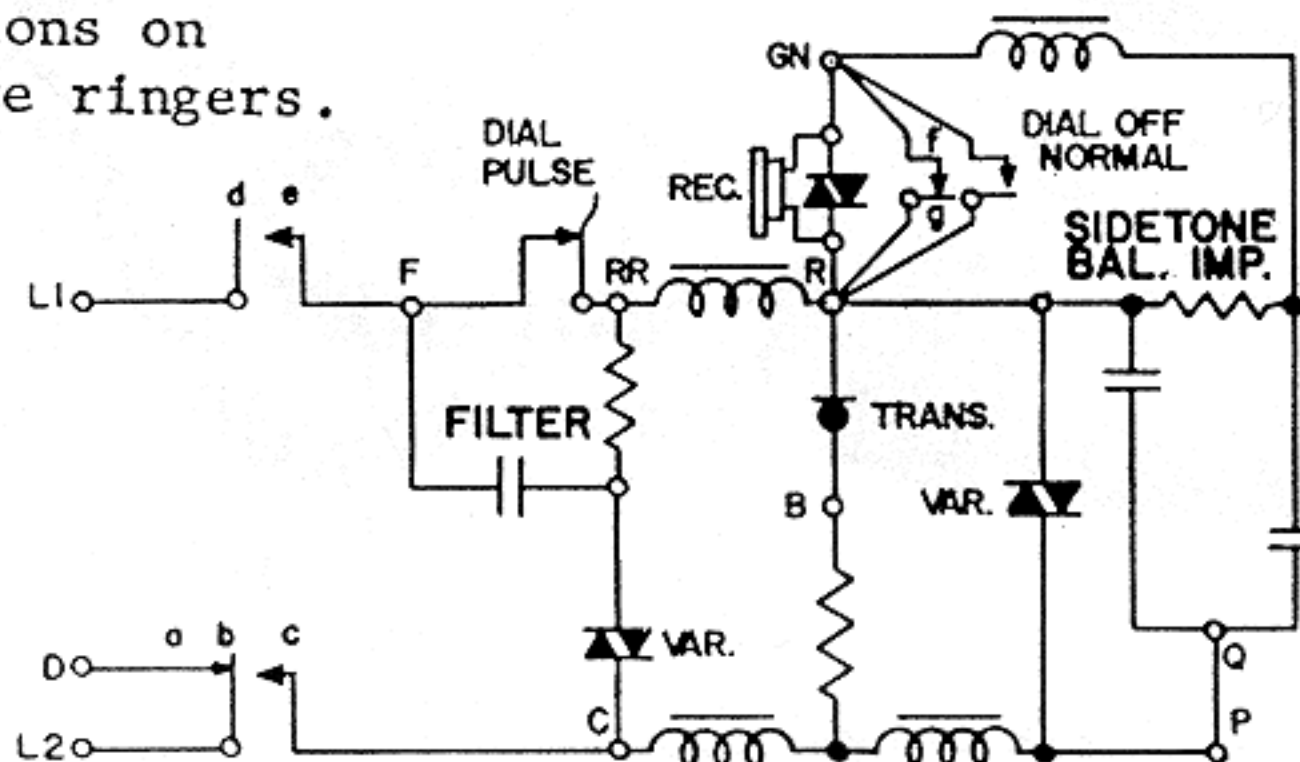 ons on
e ringers.
GN
DIAL
PULSE
REC.
f
g
DIAL OFF
NORMAL
d e
SIDETONE
BAL. IMP.
L1
F
RR
R
FILTER
TRANS.
B
VAR.
a b c
D
VAR.
Q
C
P
L2